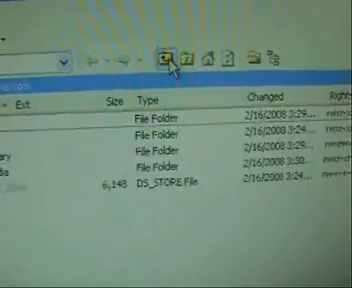 Ext Size Type Changed Rights
File Folder 2/16/2008 3:29...
File Folder 2/16/2008 3:24...
File Folder 2/16/2008 3:29...
File Folder 2/16/2008 3:30...
6,148 DS_STORE File 2/16/2008 3:24...